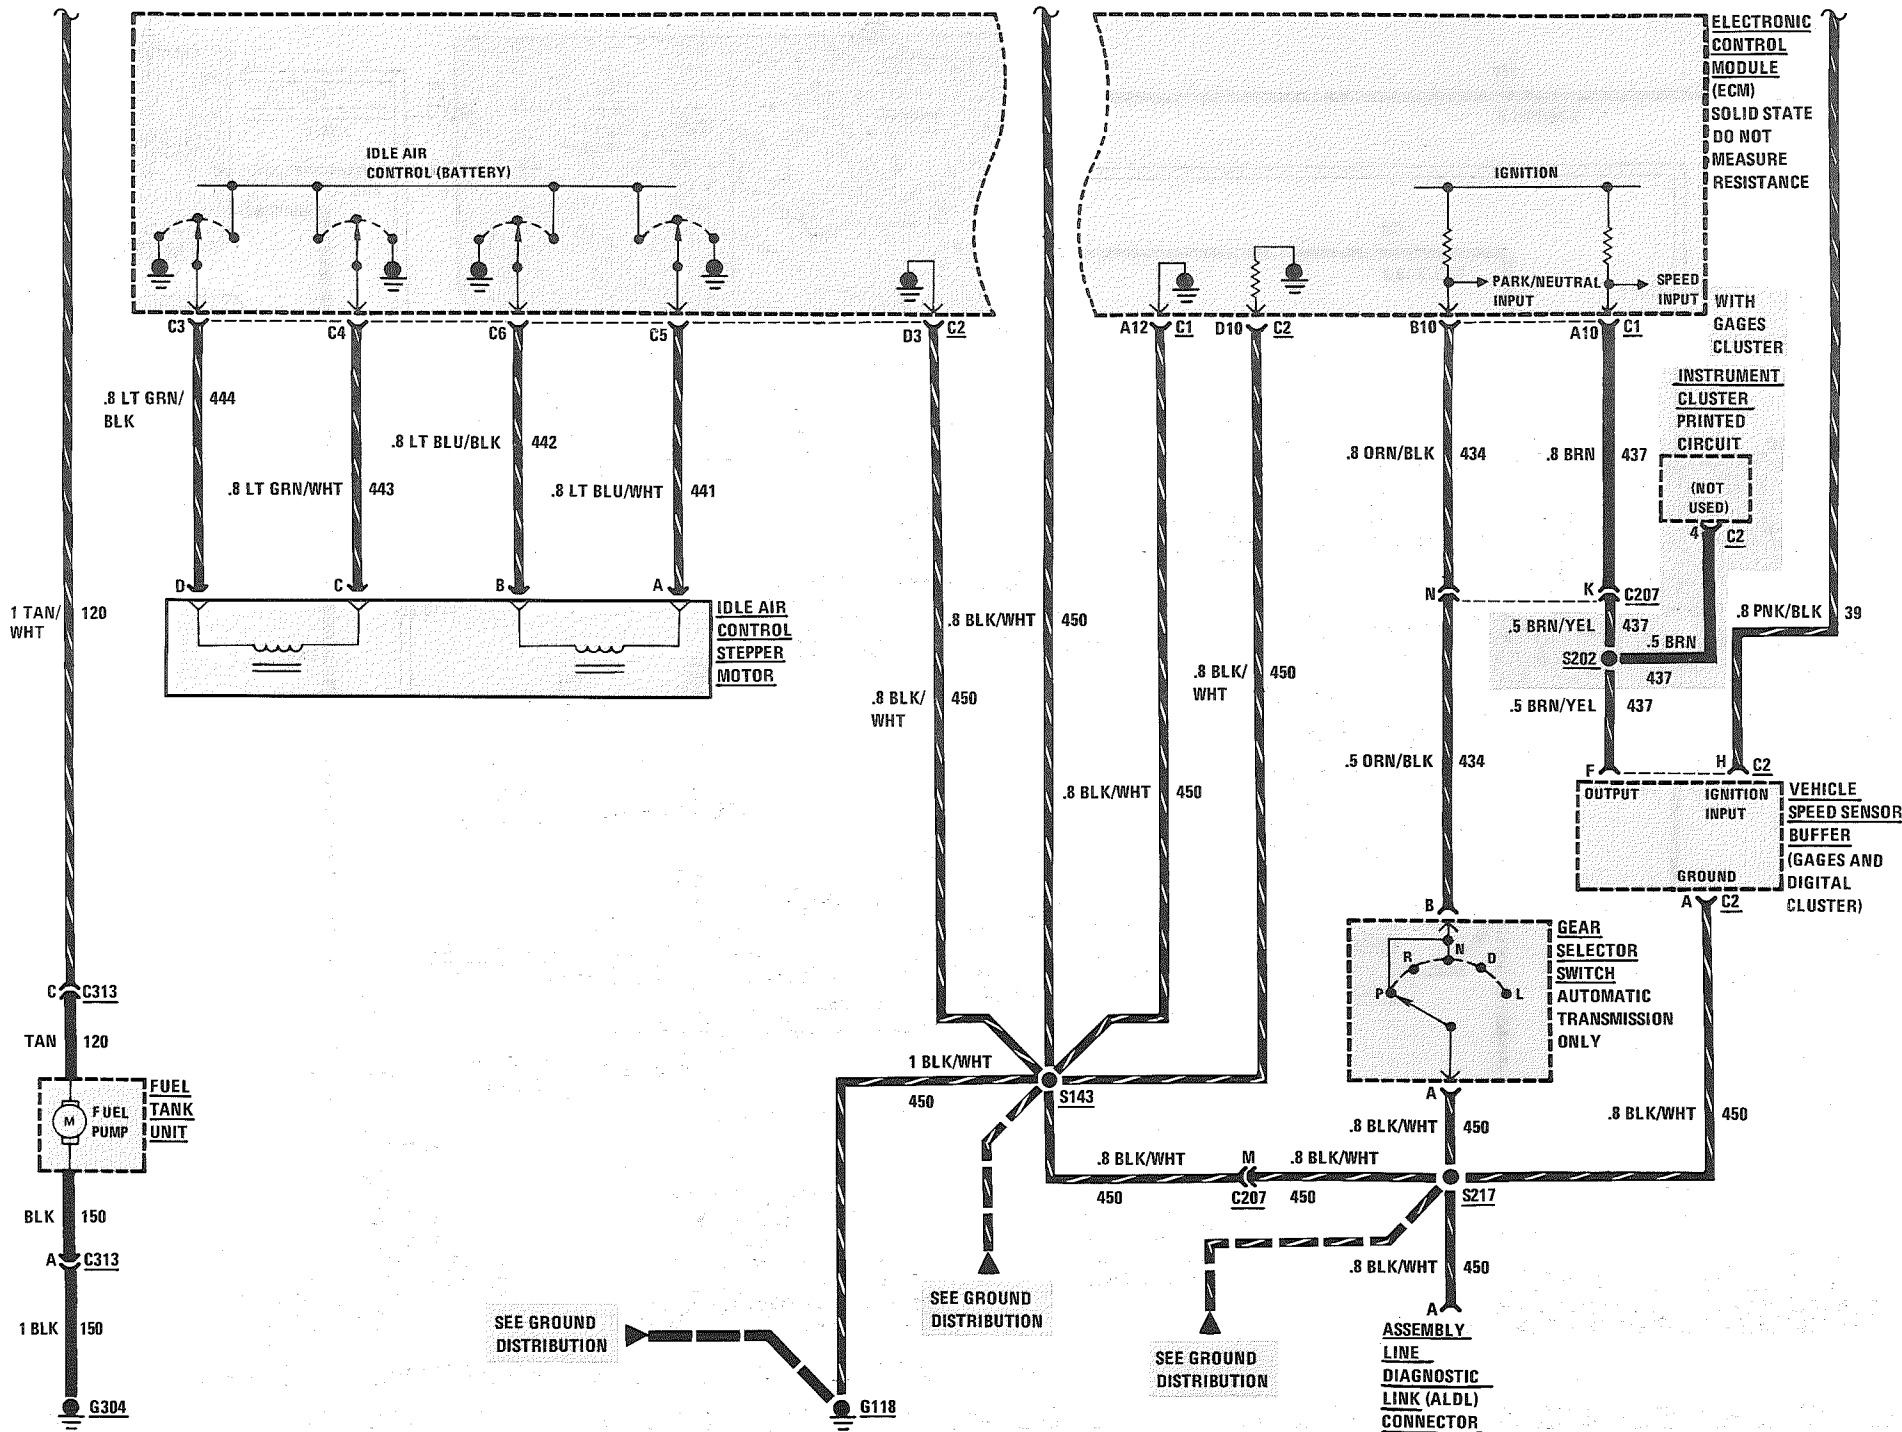 ELECTRONIC
CONTROL
MODULE
(ECM)
SOLID STATE
DO NOT
MEASURE
RESISTANCE
IDLE AIR
CONTROL (BATTERY)
IGNITION
PARK/NEUTRAL
INPUT
SPEED
INPUT
C3
C4
C6
C5
D3
C2
A12
C1
D10
C2
B10
A10
C1
WITH
GAGES
CLUSTER
INSTRUMENT
CLUSTER
PRINTED
CIRCUIT
(NOT
USED)
4
C2
.8 LT GRN/
BLK
444
.8 LT GRN/WHT
443
.8 LT BLU/BLK
442
.8 LT BLU/WHT
441
.8 ORN/BLK
434
.8 BRN
437
D
C
B
A
IDLE AIR
CONTROL
STEPPER
MOTOR
1 TAN/
WHT
120
.8 BLK/WHT
450
.8 BLK/
WHT
450
.8 BLK/
WHT
450
.8 BLK/WHT
450
N
K
C207
.5 BRN/YEL
437
.5 BRN
S202
437
.5 BRN/YEL
437
.8 PNK/BLK
39
.5 ORN/BLK
434
F
H
C2
OUTPUT
IGNITION
INPUT
GROUND
VEHICLE
SPEED SENSOR
BUFFER
(GAGES AND
DIGITAL
CLUSTER)
A
C2
B
R
N
D
P
L
GEAR
SELECTOR
SWITCH
AUTOMATIC
TRANSMISSION
ONLY
A
C
C313
TAN
120
FUEL
TANK
UNIT
M
FUEL
PUMP
BLK
150
A
C313
1 BLK
150
G304
1 BLK/WHT
450
S143
.8 BLK/WHT
450
M
C207
.8 BLK/WHT
450
.8 BLK/WHT
450
.8 BLK/WHT
450
S217
.8 BLK/WHT
450
A
ASSEMBLY
LINE
DIAGNOSTIC
LINK (ALDL)
CONNECTOR
SEE GROUND
DISTRIBUTION
SEE GROUND
DISTRIBUTION
SEE GROUND
DISTRIBUTION
G118